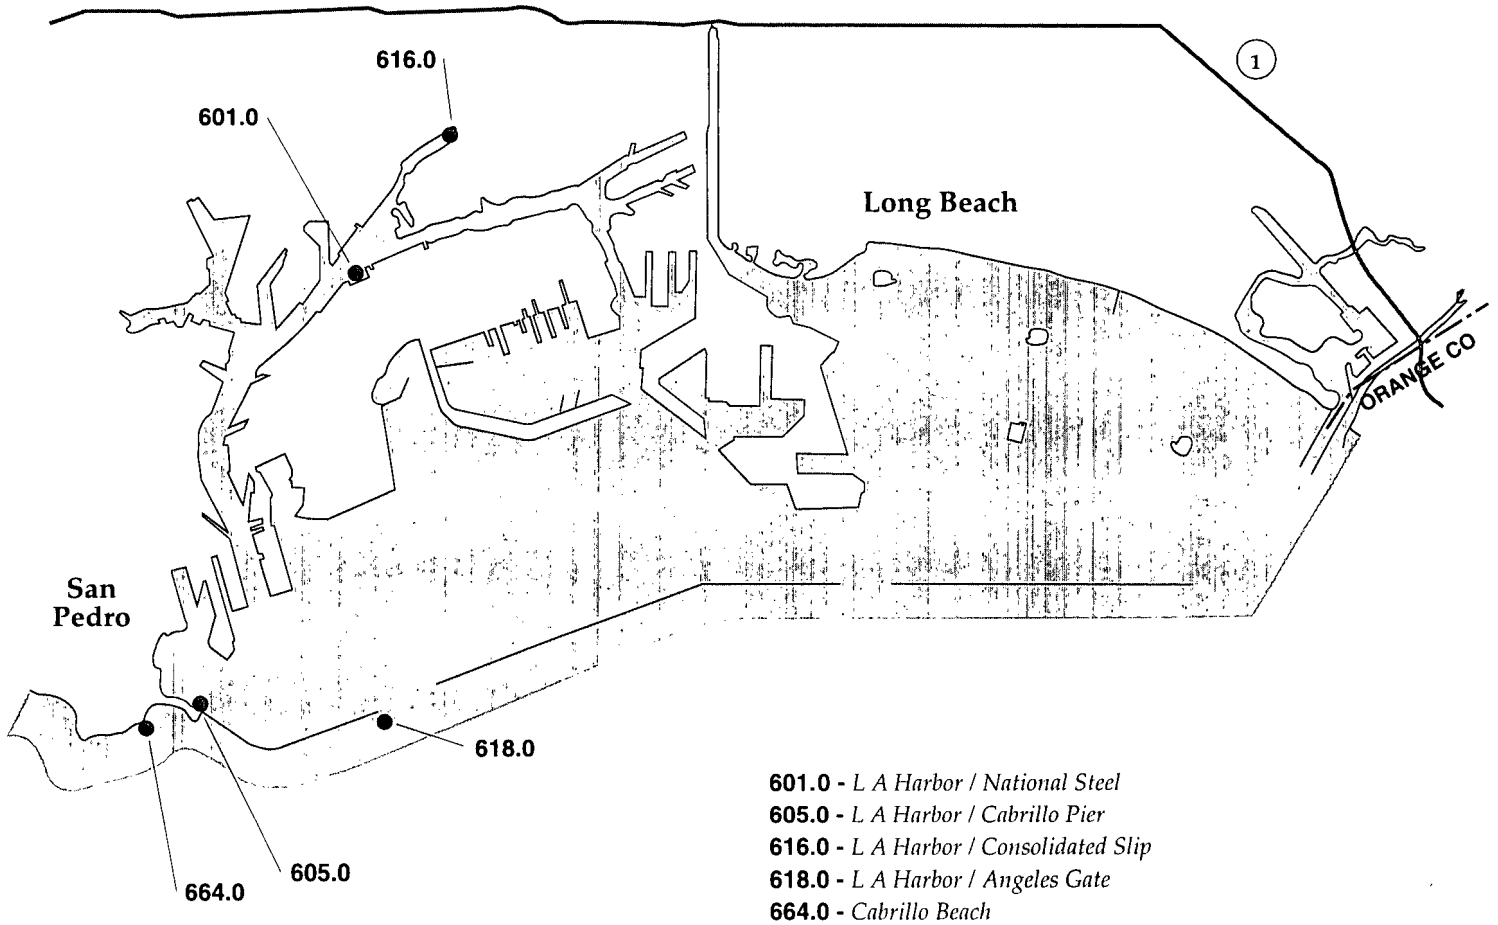 616.0
1
601.0
Long Beach
ORANGE CO
San
Pedro
618.0
605.0
664.0
601.0 - L A Harbor / National Steel
605.0 - L A Harbor / Cabrillo Pier
616.0 - L A Harbor / Consolidated Slip
618.0 - L A Harbor / Angeles Gate
664.0 - Cabrillo Beach